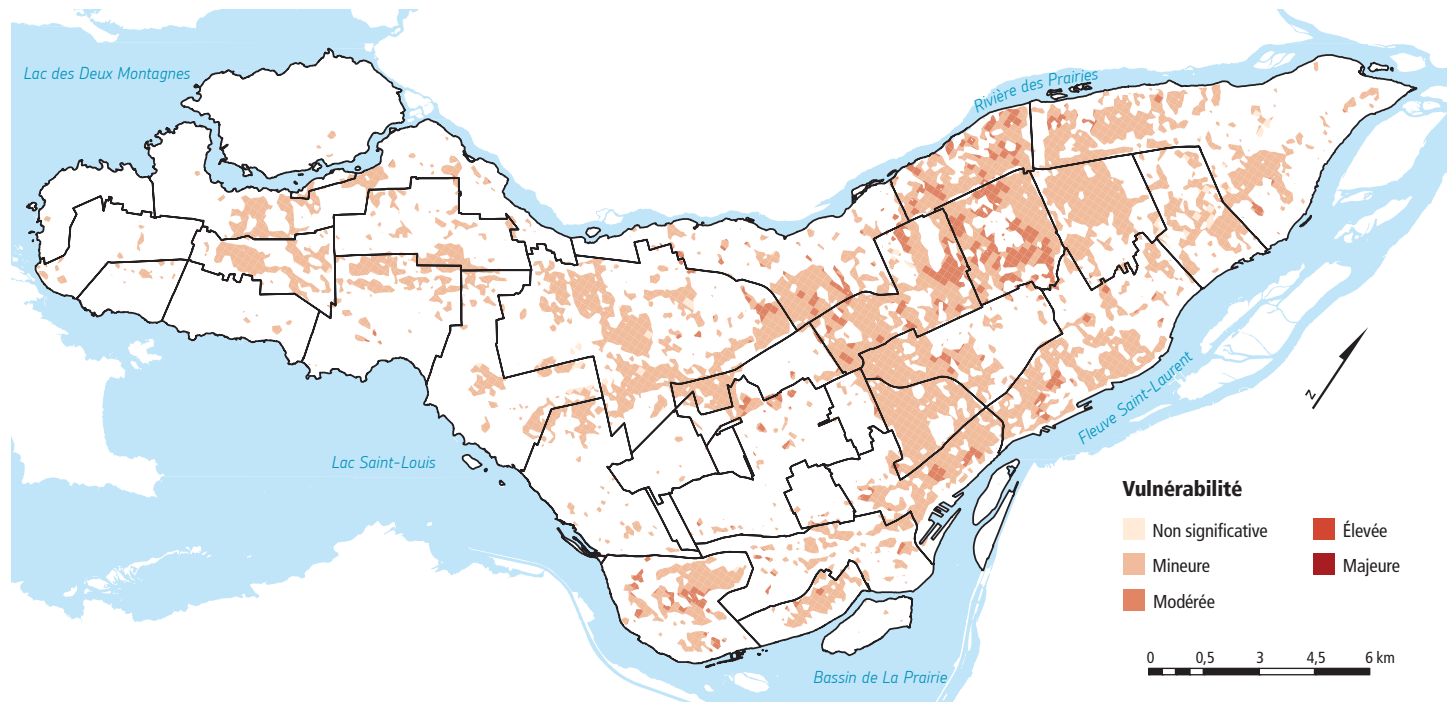 Lac des Deux Montagnes
Rivière des Prairies
N
Fleuve Saint-Laurent
Lac Saint-Louis
Bassin de La Prairie
Vulnérabilité
Non significative
Mineure
Modérée
Élevée
Majeure
0 0,5 3 4,5 6 km